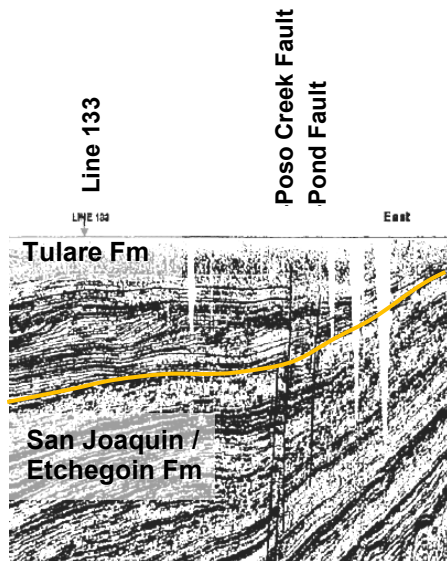 Line 133
Poso Creek Fault
Pond Fault
LINE 133
East
Tulare Fm
San Joaquin /
Etchegoin Fm